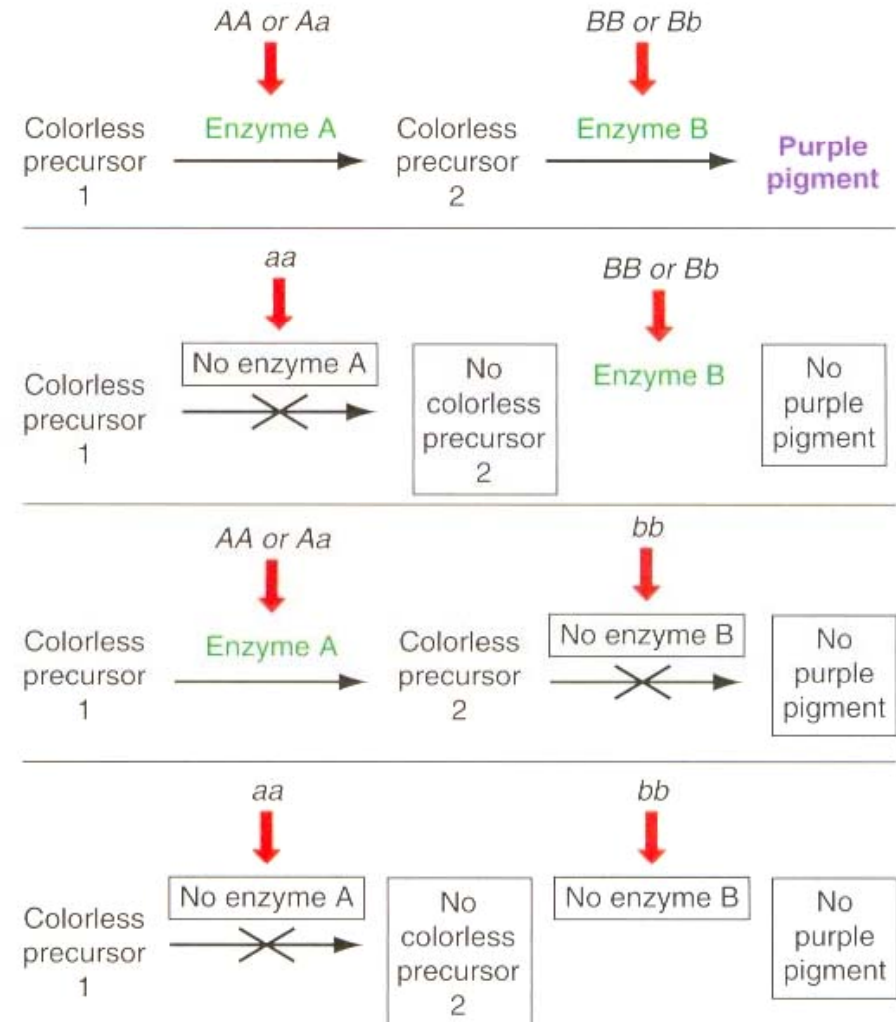 AA or Aa
BB or Bb
Colorless
precursor
1
Enzyme A
Colorless
precursor
2
Enzyme B
Purple
pigment
aa
BB or Bb
Colorless
precursor
1
No enzyme A
No
colorless
precursor
2
Enzyme B
No
purple
pigment
AA or Aa
bb
Colorless
precursor
1
Enzyme A
Colorless
precursor
2
No enzyme B
No
purple
pigment
aa
bb
Colorless
precursor
1
No enzyme A
No
colorless
precursor
2
No enzyme B
No
purple
pigment